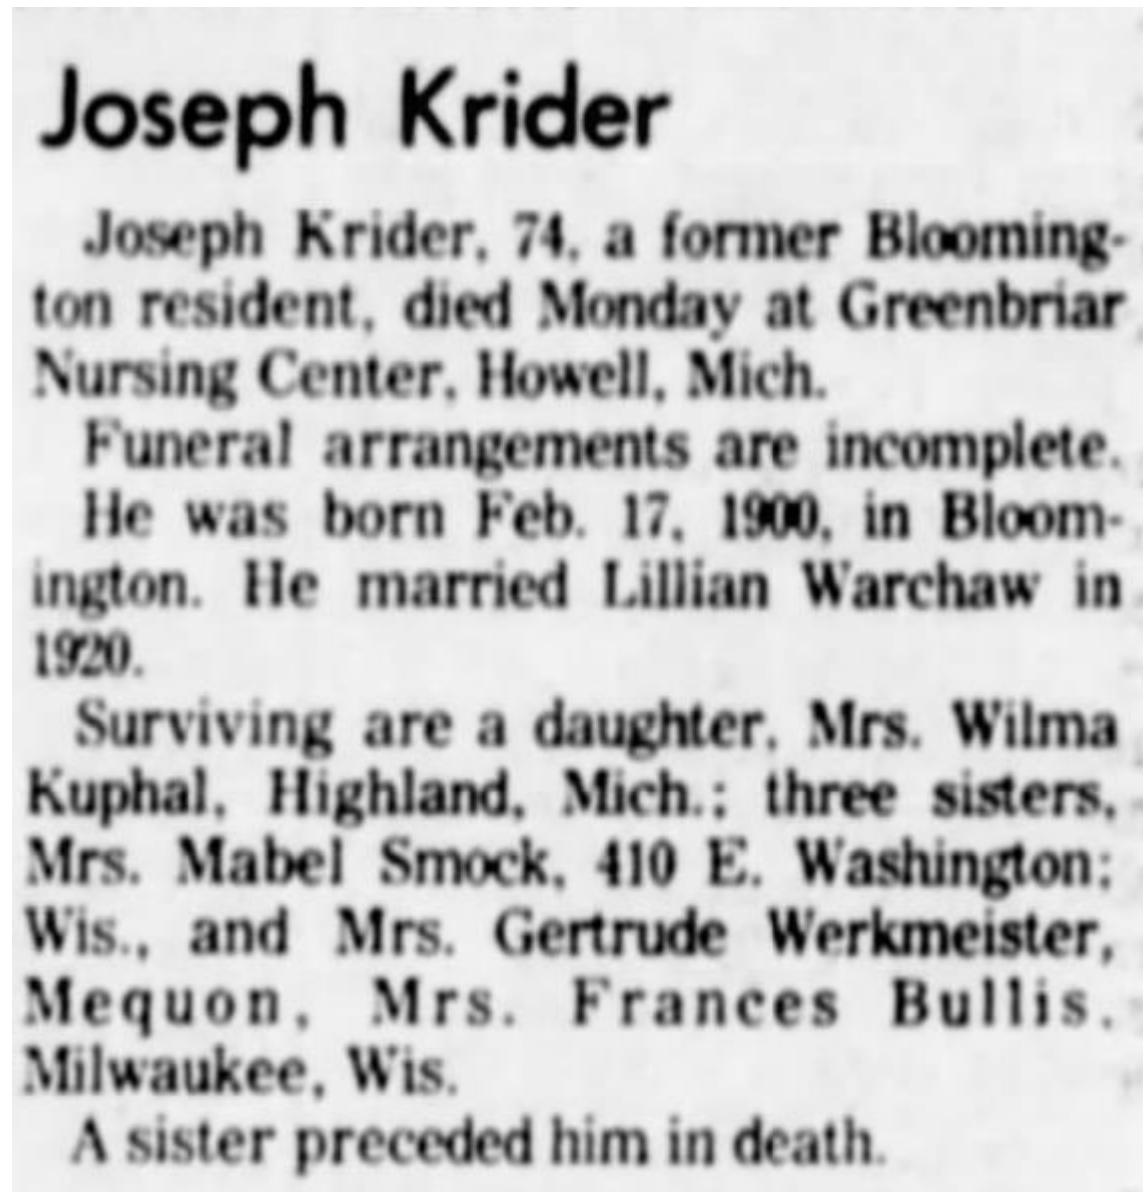 Joseph Krider
Joseph Krider, 74, a former Blooming-
ton resident, died Monday at Greenbriar
Nursing Center, Howell, Mich.
Funeral arrangements are incomplete.
He was born Feb. 17, 1900, in Bloom-
ington. He married Lillian Warchaw in
1920.
Surviving are a daughter, Mrs. Wilma
Kuphal, Highland, Mich.; three sisters,
Mrs. Mabel Smock, 410 E. Washington;
Wis., and Mrs. Gertrude Werkmeister,
Mequon, Mrs. Frances Bullis,
Milwaukee, Wis.
A sister preceded him in death.